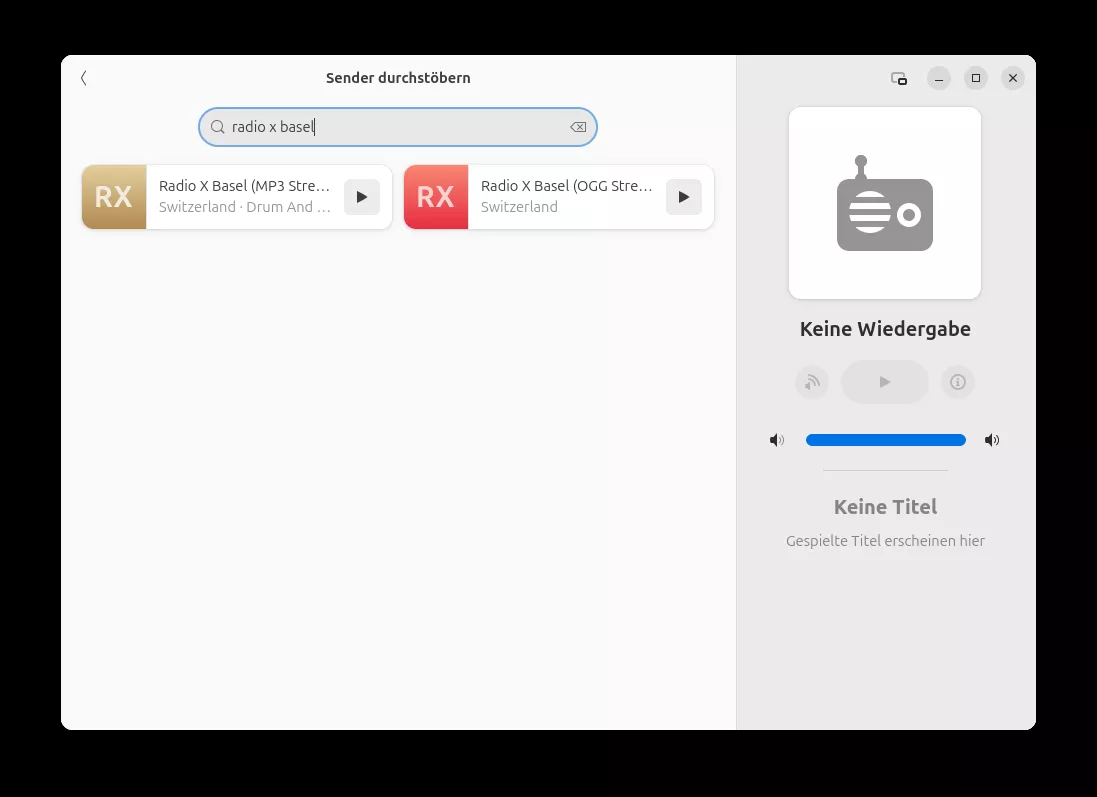 Sender durchstöbern
radio x basel
RX
Radio X Basel (MP3 Stre…
Switzerland · Drum And …
RX
Radio X Basel (OGG Stre…
Switzerland
Keine Wiedergabe
Keine Titel
Gespielte Titel erscheinen hier